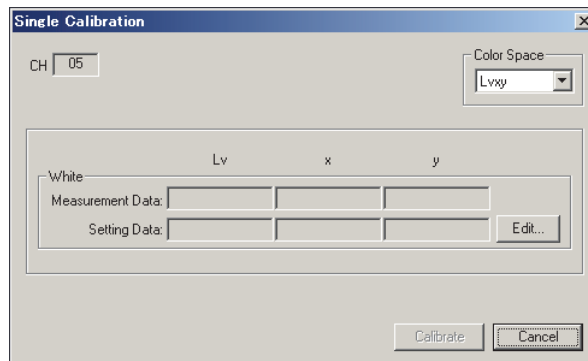 Single Calibration
CH 05
Color Space
Lvxy
Lv x y
White
Measurement Data:
Setting Data: Edit...
Calibrate Cancel